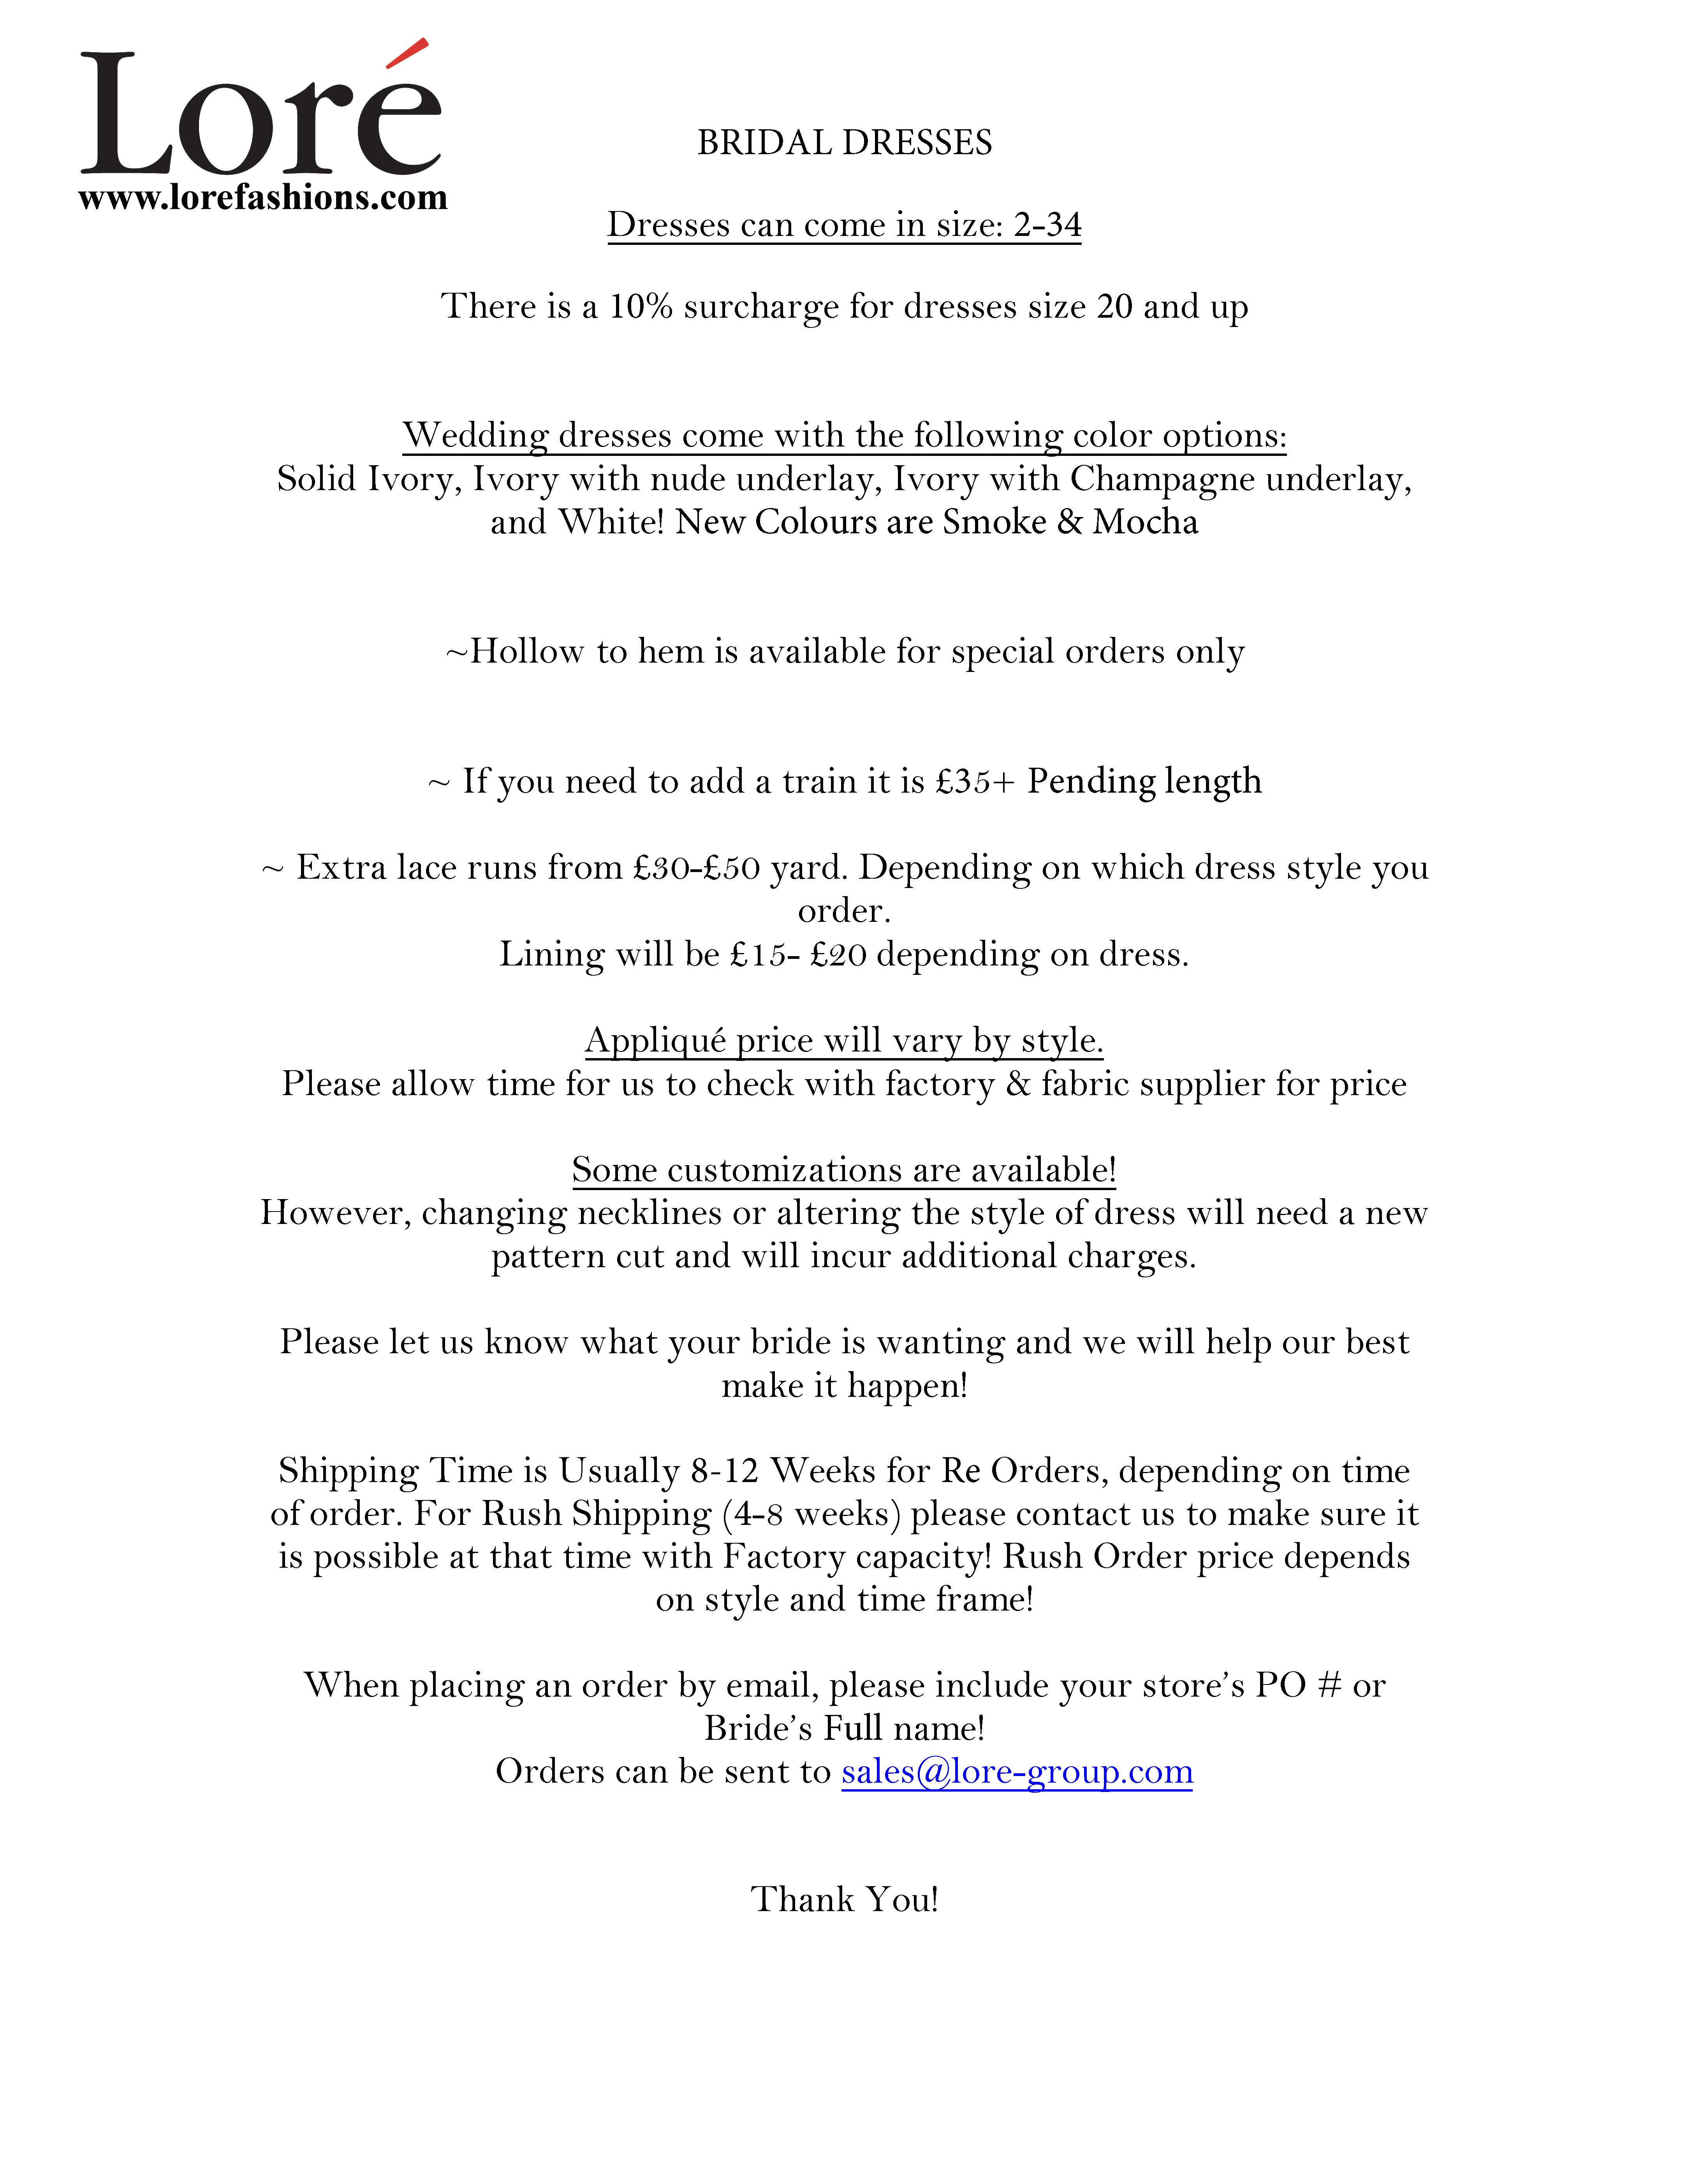 Loré
www.lorefashions.com
BRIDAL DRESSES
Dresses can come in size: 2-34
There is a 10% surcharge for dresses size 20 and up
Wedding dresses come with the following color options:
Solid Ivory, Ivory with nude underlay, Ivory with Champagne underlay,
and White! New Colours are Smoke & Mocha
~Hollow to hem is available for special orders only
~ If you need to add a train it is £35+ Pending length
~ Extra lace runs from £30-£50 yard. Depending on which dress style you
order.
Lining will be £15- £20 depending on dress.
Appliqué price will vary by style.
Please allow time for us to check with factory & fabric supplier for price
Some customizations are available!
However, changing necklines or altering the style of dress will need a new
pattern cut and will incur additional charges.
Please let us know what your bride is wanting and we will help our best
make it happen!
Shipping Time is Usually 8-12 Weeks for Re Orders, depending on time
of order. For Rush Shipping (4-8 weeks) please contact us to make sure it
is possible at that time with Factory capacity! Rush Order price depends
on style and time frame!
When placing an order by email, please include your store’s PO # or
Bride’s Full name!
Orders can be sent to sales@lore-group.com
Thank You!